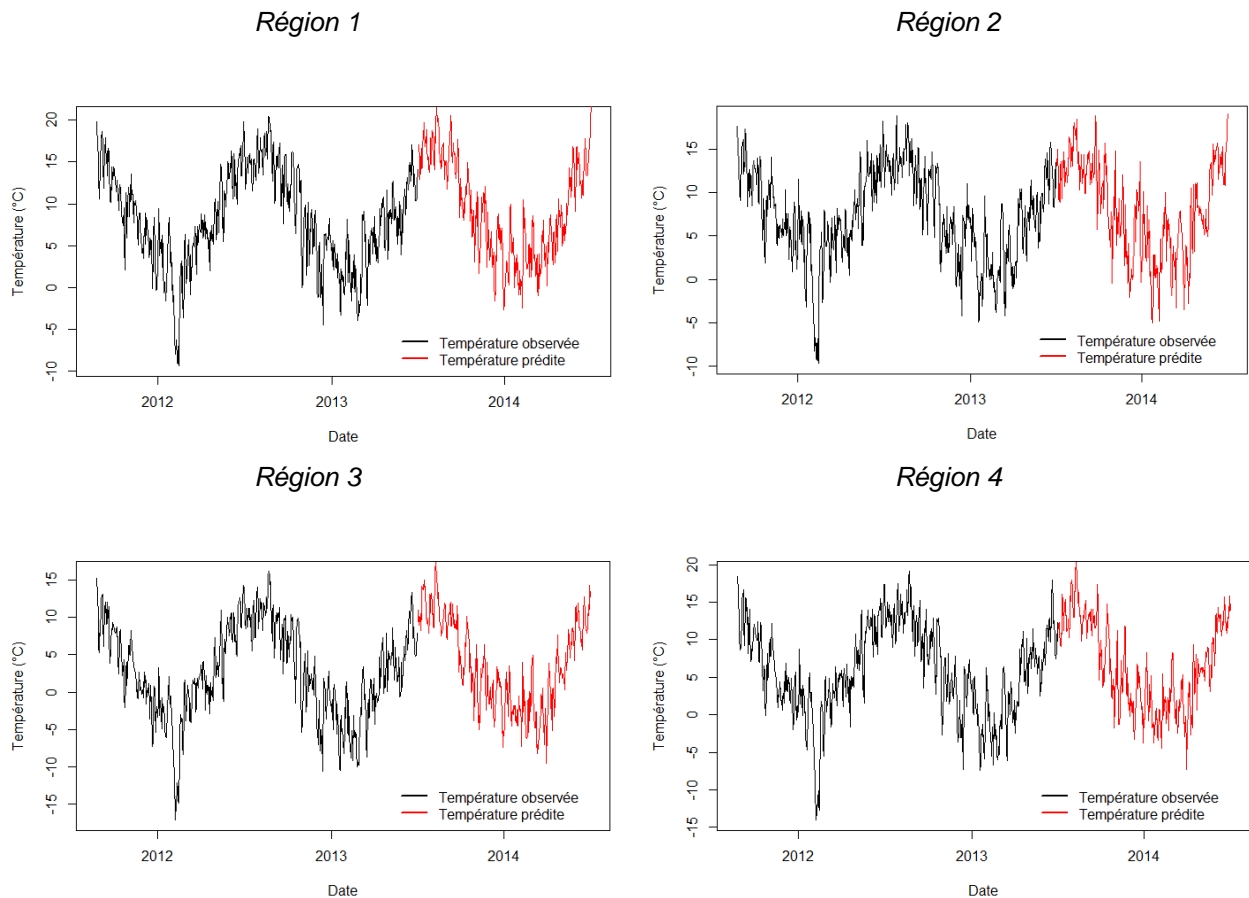 Région 1
Région 2
Température (°C)
20
15
10
5
0
-5
-10
Température observée
Température prédite
2012
2013
2014
Date
Température (°C)
15
10
5
0
-5
-10
Température observée
Température prédite
2012
2013
2014
Date
Région 3
Région 4
Température (°C)
15
10
5
0
-5
-10
-15
Température observée
Température prédite
2012
2013
2014
Date
Température (°C)
20
15
10
5
0
-5
-10
-15
Température observée
Température prédite
2012
2013
2014
Date